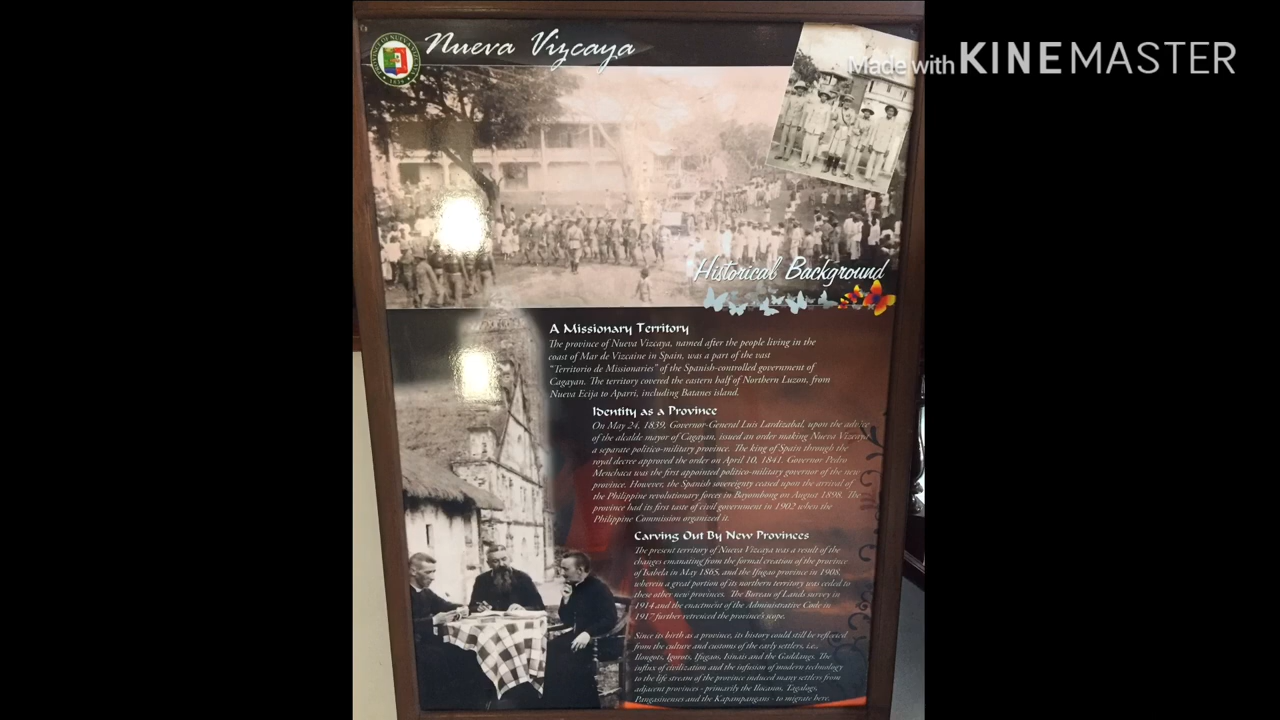 Nueva Vizcaya
Made with KINEMASTER
Historical Background
A Missionary Territory
The province of Nueva Vizcaya, named after the people living in the
coast of Mar de Vizcaine in Spain, was a part of the vast
"Territorio de Missionaries" of the Spanish-controlled government of
Cagayan. The territory covered the eastern half of Northern Luzon, from
Nueva Ecija to Aparri, including Batanes island.
Identity as a Province
On May 24, 1839, Governor-General Luis Lardizabal, upon the advice
of the alcalde mayor of Cagayan, issued an order making Nueva Vizcaya
a separate politico-military province. The king of Spain through the
royal decree approved the order on April 10, 1841. Governor Pedro
Menchaca was the first appointed politico-military governor of the new
province. However, the Spanish sovereignty ceased upon the arrival of
the Philippine revolutionary forces in Bayombong on August 1898. The
province had its first taste of civil government in 1902 when the
Philippine Commission organized it.
Carving Out By New Provinces
The present territory of Nueva Vizcaya was a result of the
changes emanating from the formal creation of the province
of Isabela in May 1865, and the Ifugao province in 1908,
wherein a great portion of its northern territory was ceded to
these other new provinces. The Bureau of Lands survey in
1914 and the enactment of the Administrative Code in
1917 further retrenced the province's scope.
Since its birth as a province, its history could still be reflected
from the culture and customs of the early settlers, i.e.,
Ilongots, Igorots, Ifugaos, Isinais and the Gaddangs. The
influx of civilization and the infusion of modern technology
to the life stream of the province induced many settlers from
adjacent provinces - primarily the Ilocanos, Tagalogs,
Pangasinenses and the Kapampangans - to migrate here.